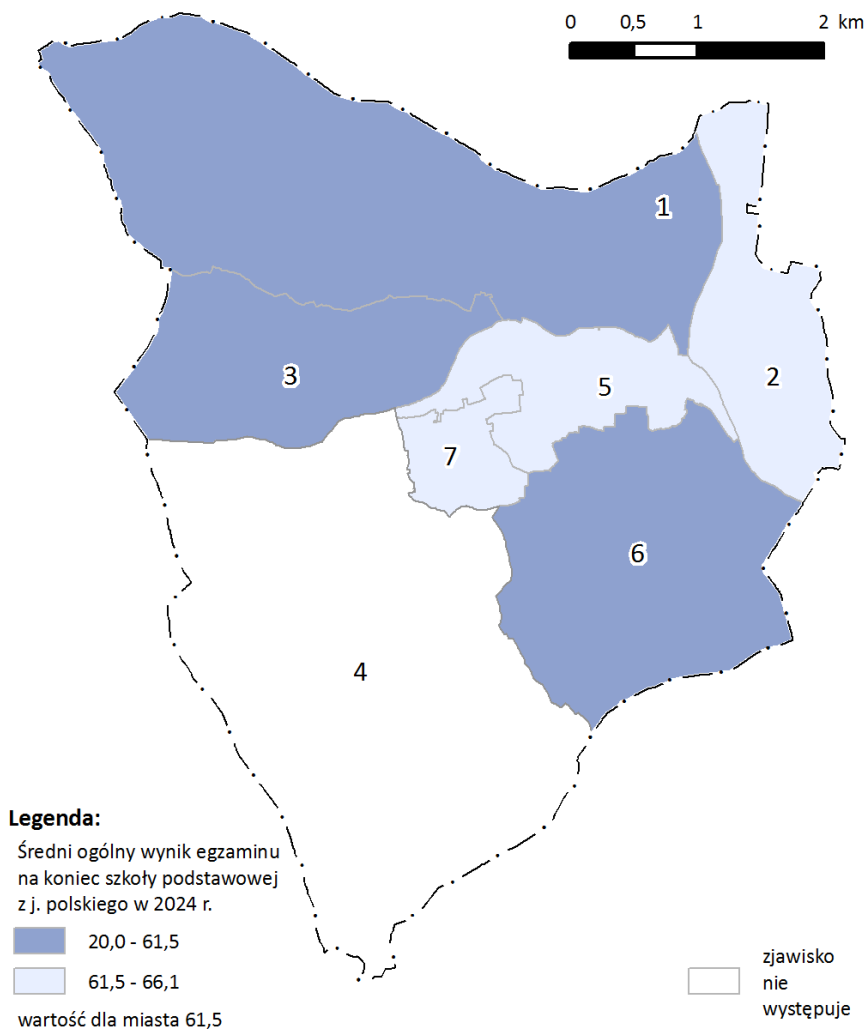 0 0,5 1 2 km
1
2
3
5
7
6
4
Legenda:
Średni ogólny wynik egzaminu
na koniec szkoły podstawowej
z j. polskiego w 2024 r.
20,0 - 61,5
61,5 - 66,1
wartość dla miasta 61,5
zjawisko
nie
występuje